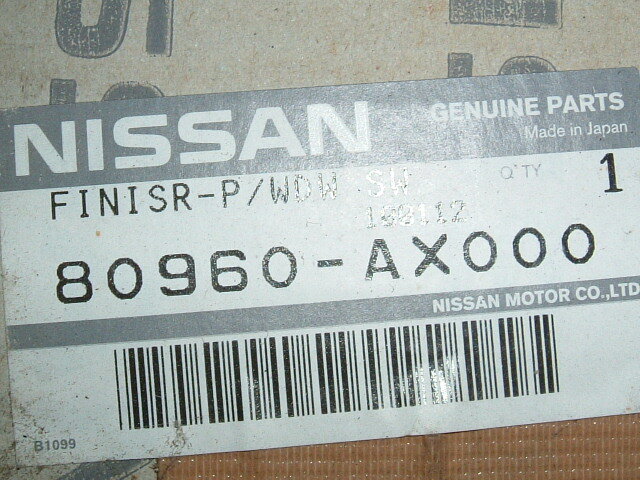 NISSAN
GENUINE PARTS
Made in Japan
FINISR-P/WDW SW
Q'TY 1
80960-AX000
NISSAN MOTOR CO.,LTD
B1099